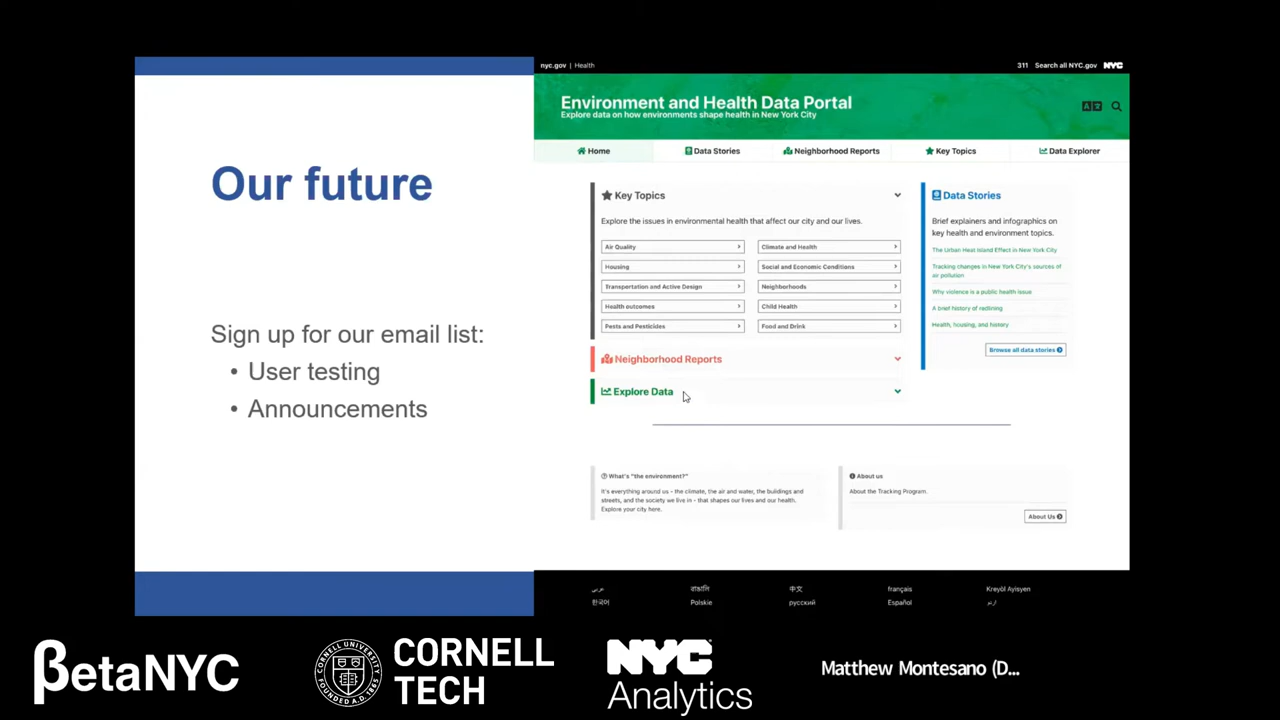 Our future
Sign up for our email list:
• User testing
• Announcements
nyc.gov | Health
311 Search all NYC.gov NYC
Environment and Health Data Portal
Explore data on how environments shape health in New York City
Home
Data Stories
Neighborhood Reports
Key Topics
Data Explorer
Key Topics
Explore the issues in environmental health that affect our city and our lives.
Air Quality
Climate and Health
Housing
Social and Economic Conditions
Transportation and Active Design
Neighborhoods
Health outcomes
Child Health
Pests and Pesticides
Food and Drink
Neighborhood Reports
Explore Data
Data Stories
Brief explainers and infographics on
key health and environment topics.
The Urban Heat Island Effect in New York City
Tracking changes in New York City's sources of
air pollution
Why violence is a public health issue
A brief history of redlining
Health, housing, and history
Browse all data stories
What's "the environment?"
It's everything around us - the climate, the air and water, the buildings and
streets, and the society we live in - that shapes our lives and our health.
Explore your city here.
About us
About the Tracking Program.
About Us
عربي
বাঙালি
中文
français
Kreyòl Ayisyen
한국어
Polskie
русский
Español
اردو
βetaNYC
CORNELL UNIVERSITY
FOUNDED A.D. 1865
CORNELL
TECH
NYC
Analytics
Matthew Montesano (D...